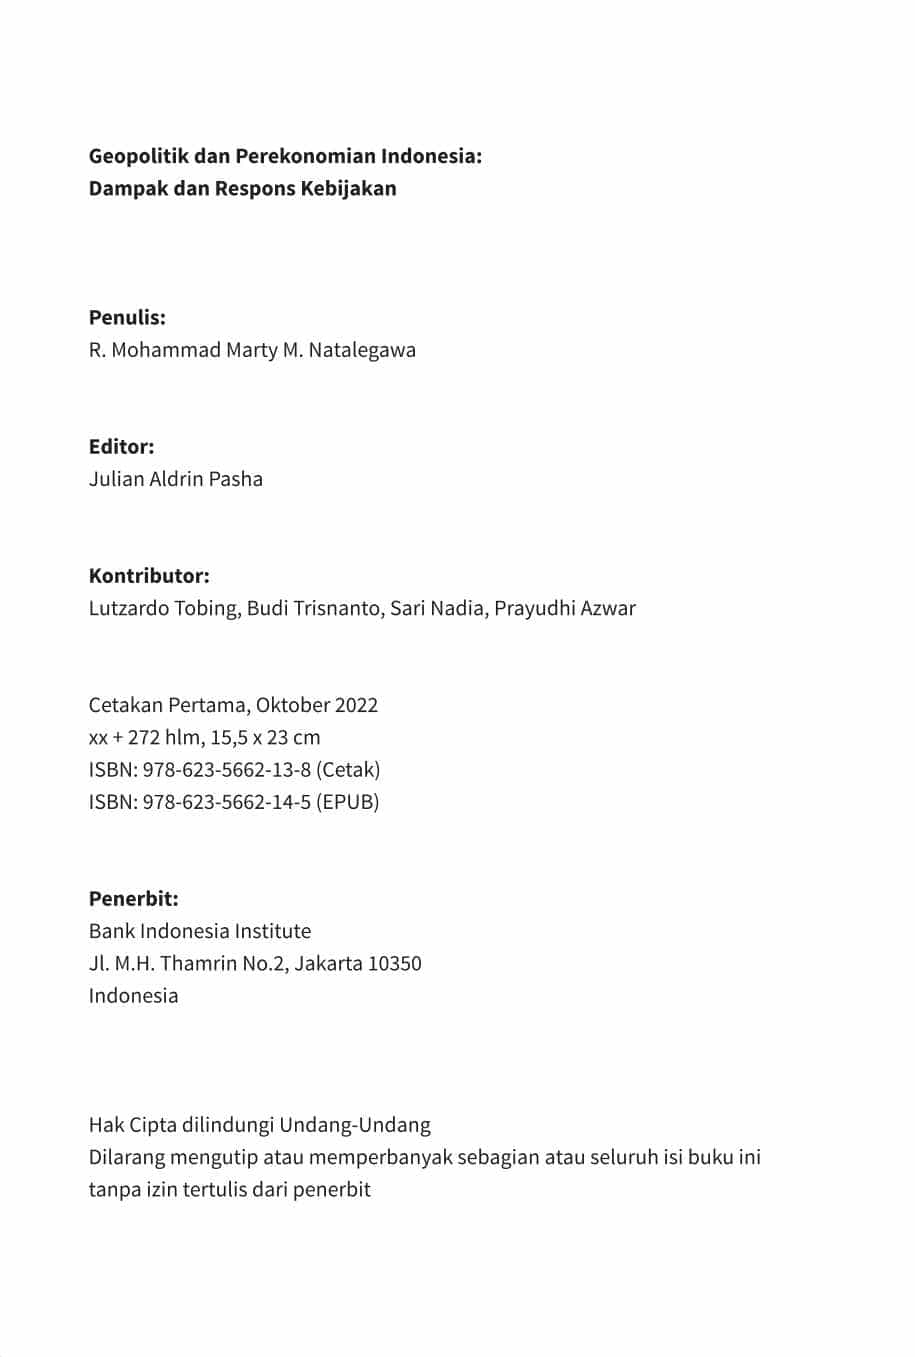 Geopolitik dan Perekonomian Indonesia:
Dampak dan Respons Kebijakan
Penulis:
R. Mohammad Marty M. Natalegawa
Editor:
Julian Aldrin Pasha
Kontributor:
Lutzardo Tobing, Budi Trisnanto, Sari Nadia, Prayudhi Azwar
Cetakan Pertama, Oktober 2022
xx + 272 hlm, 15,5 x 23 cm
ISBN: 978-623-5662-13-8 (Cetak)
ISBN: 978-623-5662-14-5 (EPUB)
Penerbit:
Bank Indonesia Institute
Jl. M.H. Thamrin No.2, Jakarta 10350
Indonesia
Hak Cipta dilindungi Undang-Undang
Dilarang mengutip atau memperbanyak sebagian atau seluruh isi buku ini
tanpa izin tertulis dari penerbit